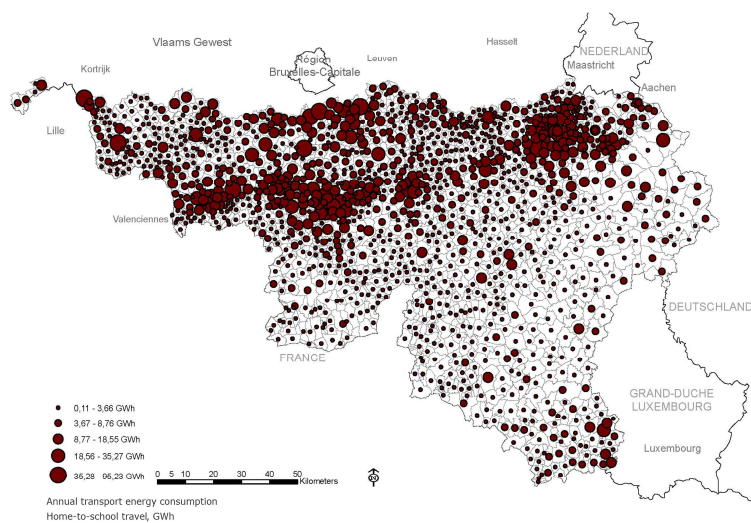 Vlaams Gewest
Hasselt
NEDERLAND
Région
Bruxelles-Capitale
Leuven
Kortrijk
Maastricht
Aachen
Lille
Valenciennes
DEUTSCHLAND
FRANCE
GRAND-DUCHE
LUXEMBOURG
Luxembourg
0,11 - 3,66 GWh
3,67 - 8,76 GWh
8,77 - 18,55 GWh
18,56 - 35,27 GWh
35,28 - 95,23 GWh
0 5 10 20 30 40 50
Kilometers
Annual transport energy consumption
Home-to-school travel, GWh